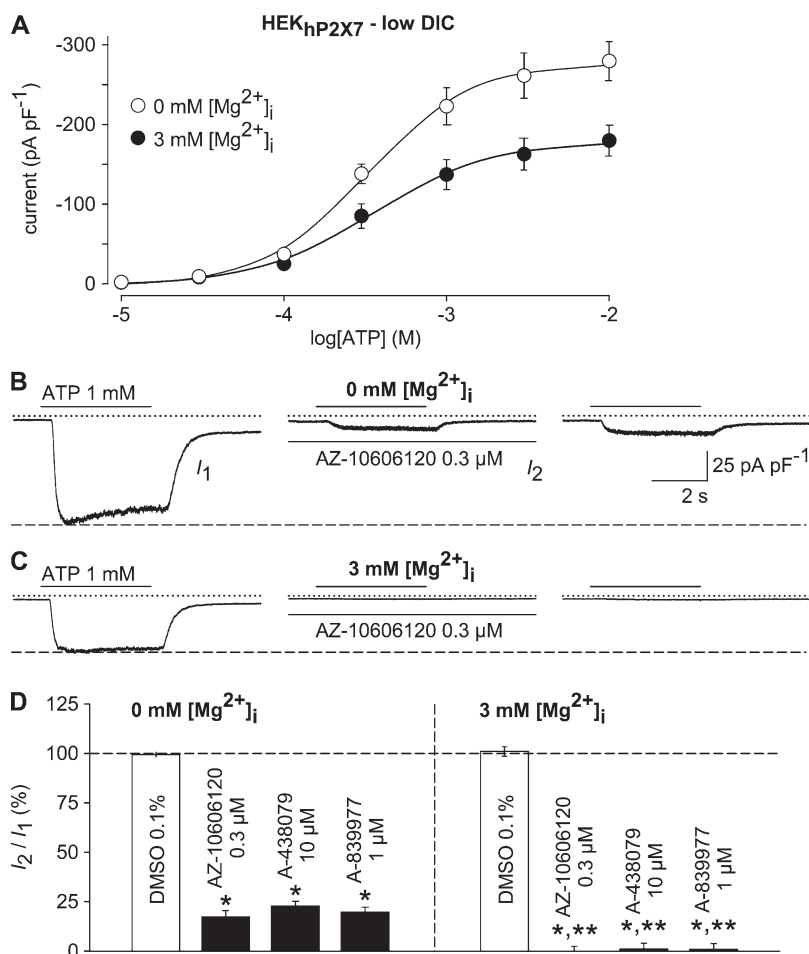 A
HEKhP2X7 - low DIC
-300
-200
-100
0
current (pA pF-1)
0 mM [Mg2+]i
3 mM [Mg2+]i
-5
-4
-3
-2
log[ATP] (M)
B
ATP 1 mM
0 mM [Mg2+]i
I1
AZ-10606120 0.3 µM
I2
25 pA pF-1
2 s
C
ATP 1 mM
3 mM [Mg2+]i
AZ-10606120 0.3 µM
D
0 mM [Mg2+]i
3 mM [Mg2+]i
125
100
75
50
25
0
I2 / I1 (%)
DMSO 0.1%
AZ-10606120
0.3 µM
*
A-438079
10 µM
*
A-839977
1 µM
*
DMSO 0.1%
AZ-10606120
0.3 µM
*,**
A-438079
10 µM
*,**
A-839977
1 µM
*,**